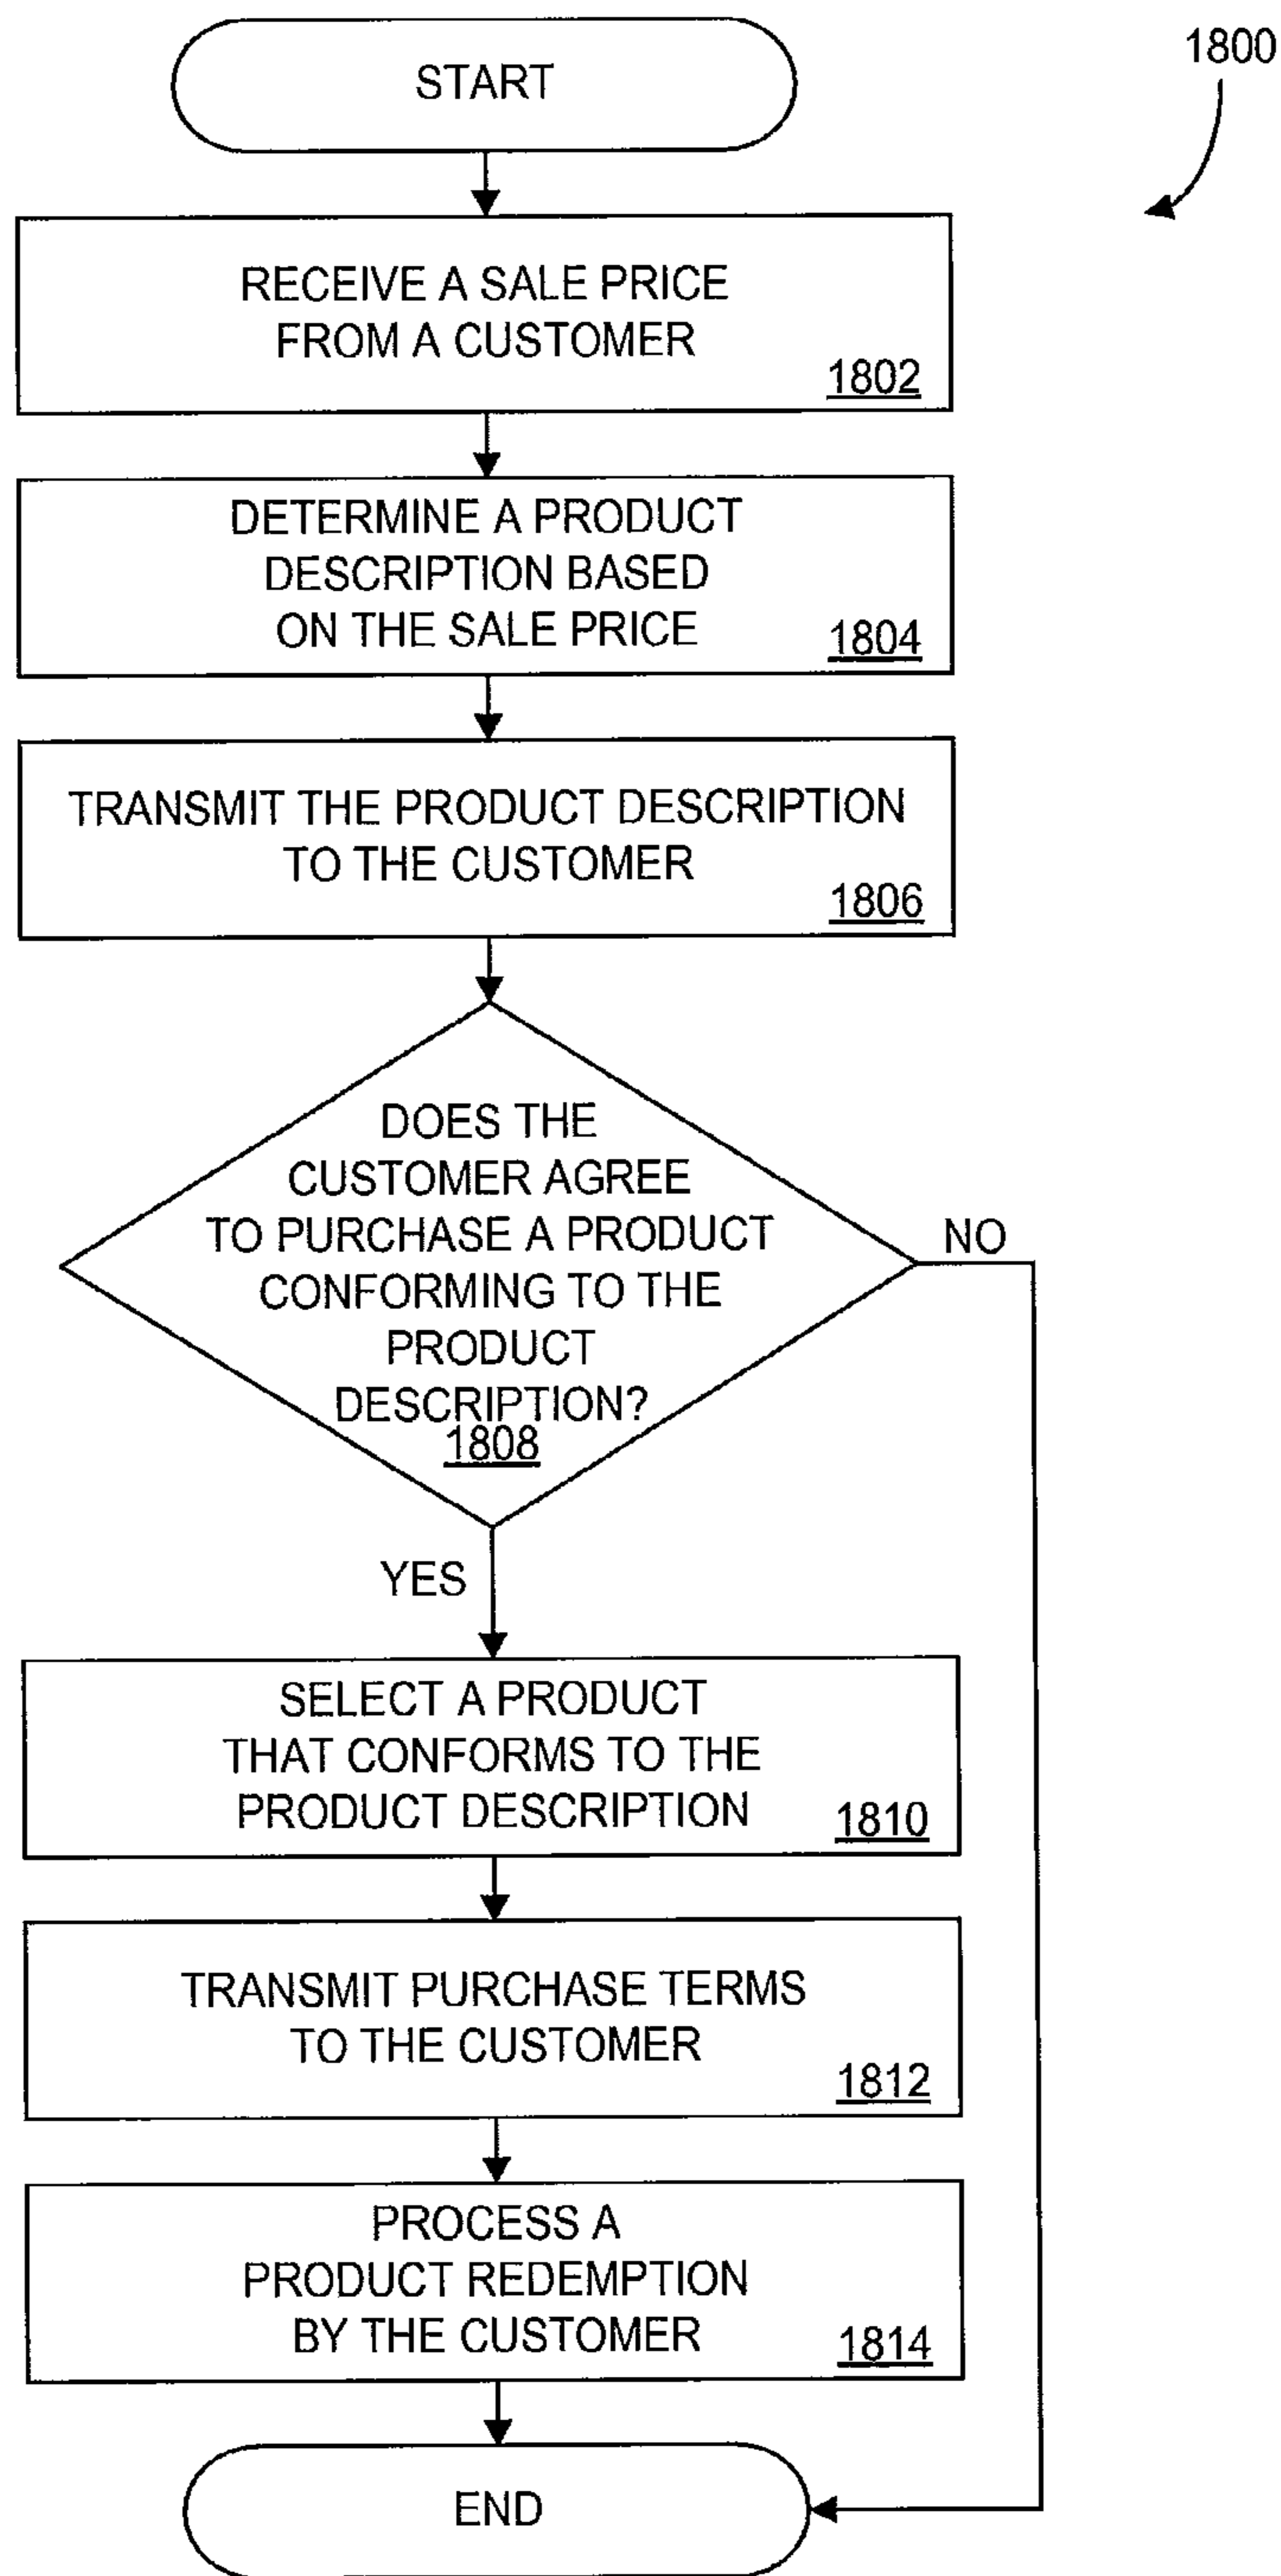 START
1800
RECEIVE A SALE PRICE
FROM A CUSTOMER
1802
DETERMINE A PRODUCT
DESCRIPTION BASED
ON THE SALE PRICE
1804
TRANSMIT THE PRODUCT DESCRIPTION
TO THE CUSTOMER
1806
DOES THE
CUSTOMER AGREE
TO PURCHASE A PRODUCT
CONFORMING TO THE
PRODUCT
DESCRIPTION?
1808
NO
YES
SELECT A PRODUCT
THAT CONFORMS TO THE
PRODUCT DESCRIPTION
1810
TRANSMIT PURCHASE TERMS
TO THE CUSTOMER
1812
PROCESS A
PRODUCT REDEMPTION
BY THE CUSTOMER
1814
END